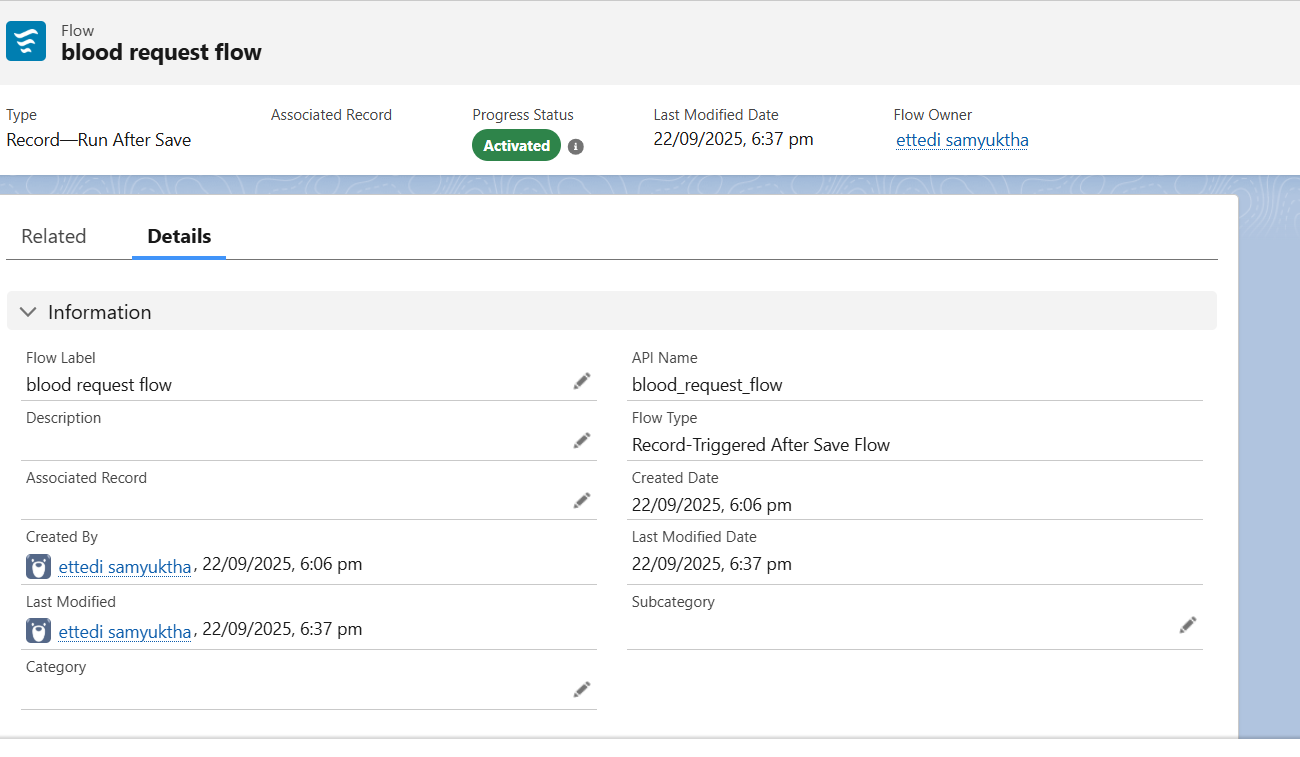 Flow
blood request flow
Type
Associated Record
Progress Status
Last Modified Date
Flow Owner
Record—Run After Save
Activated
22/09/2025, 6:37 pm
ettedi samyuktha
Related
Details
Information
Flow Label
blood request flow
API Name
blood_request_flow
Description
Flow Type
Record-Triggered After Save Flow
Associated Record
Created Date
22/09/2025, 6:06 pm
Created By
ettedi samyuktha, 22/09/2025, 6:06 pm
Last Modified Date
22/09/2025, 6:37 pm
Last Modified
ettedi samyuktha, 22/09/2025, 6:37 pm
Subcategory
Category